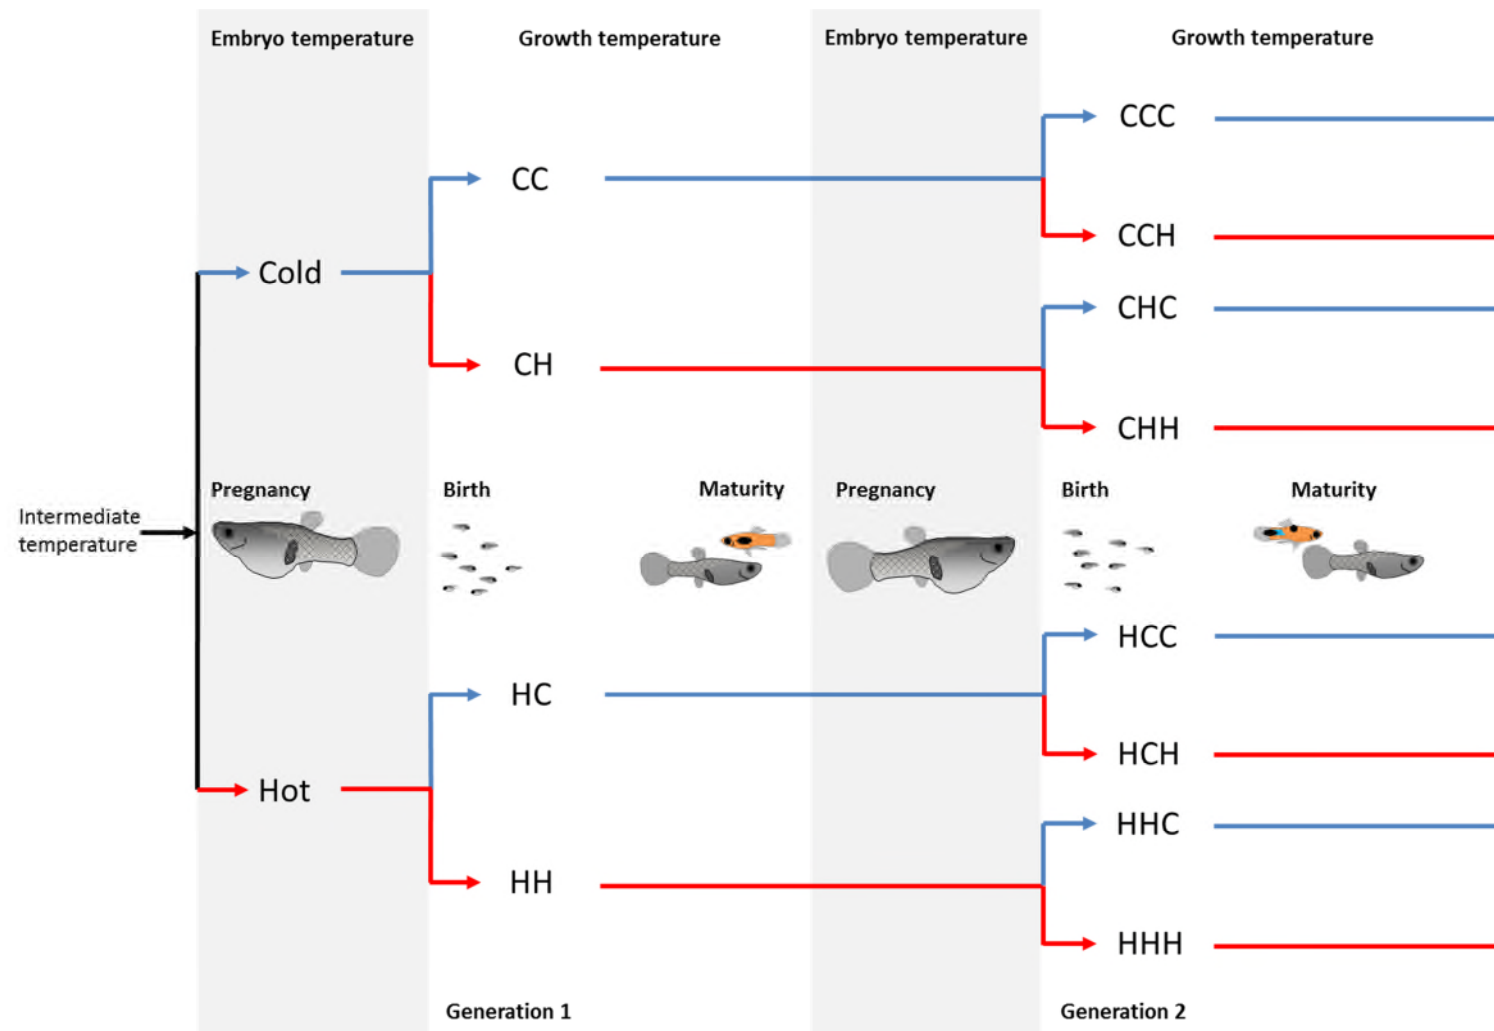 Embryo temperature
Growth temperature
Embryo temperature
Growth temperature
CCC
CC
CCH
Cold
CHC
CH
CHH
Pregnancy
Birth
Maturity
Pregnancy
Birth
Maturity
Intermediate
temperature
HCC
HC
HCH
Hot
HHC
HH
HHH
Generation 1
Generation 2